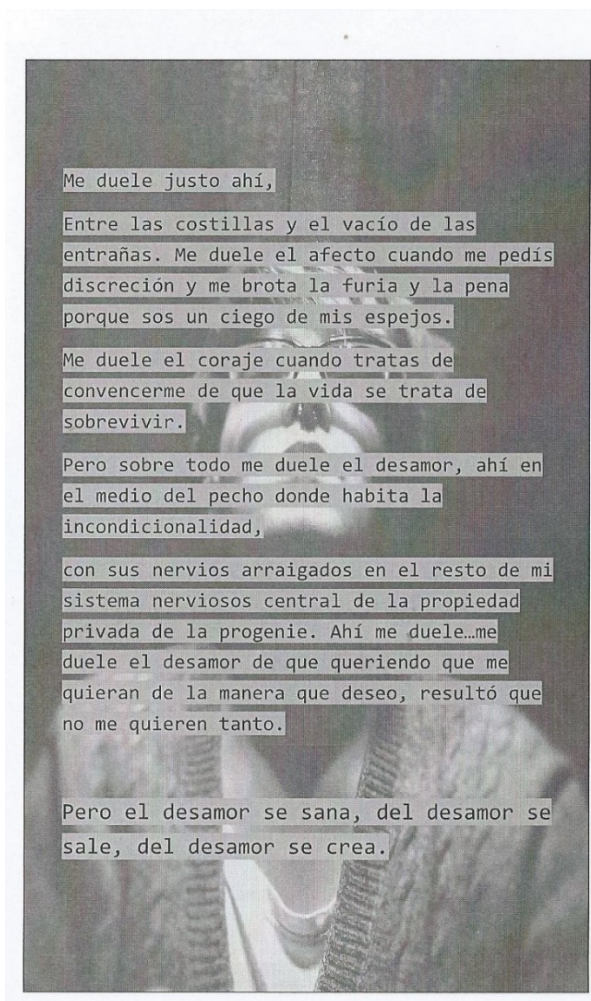 Me duele justo ahí,
Entre las costillas y el vacío de las
entrañas. Me duele el afecto cuando me pedís
discreción y me brota la furia y la pena
porque sos un ciego de mis espejos.
Me duele el coraje cuando tratas de
convencerme de que la vida se trata de
sobrevivir.
Pero sobre todo me duele el desamor, ahí en
el medio del pecho donde habita la
incondicionalidad,
con sus nervios arraigados en el resto de mi
sistema nerviosos central de la propiedad
privada de la progenie. Ahí me duele…me
duele el desamor de que queriendo que me
quieran de la manera que deseo, resultó que
no me quieren tanto.
Pero el desamor se sana, del desamor se
sale, del desamor se crea.